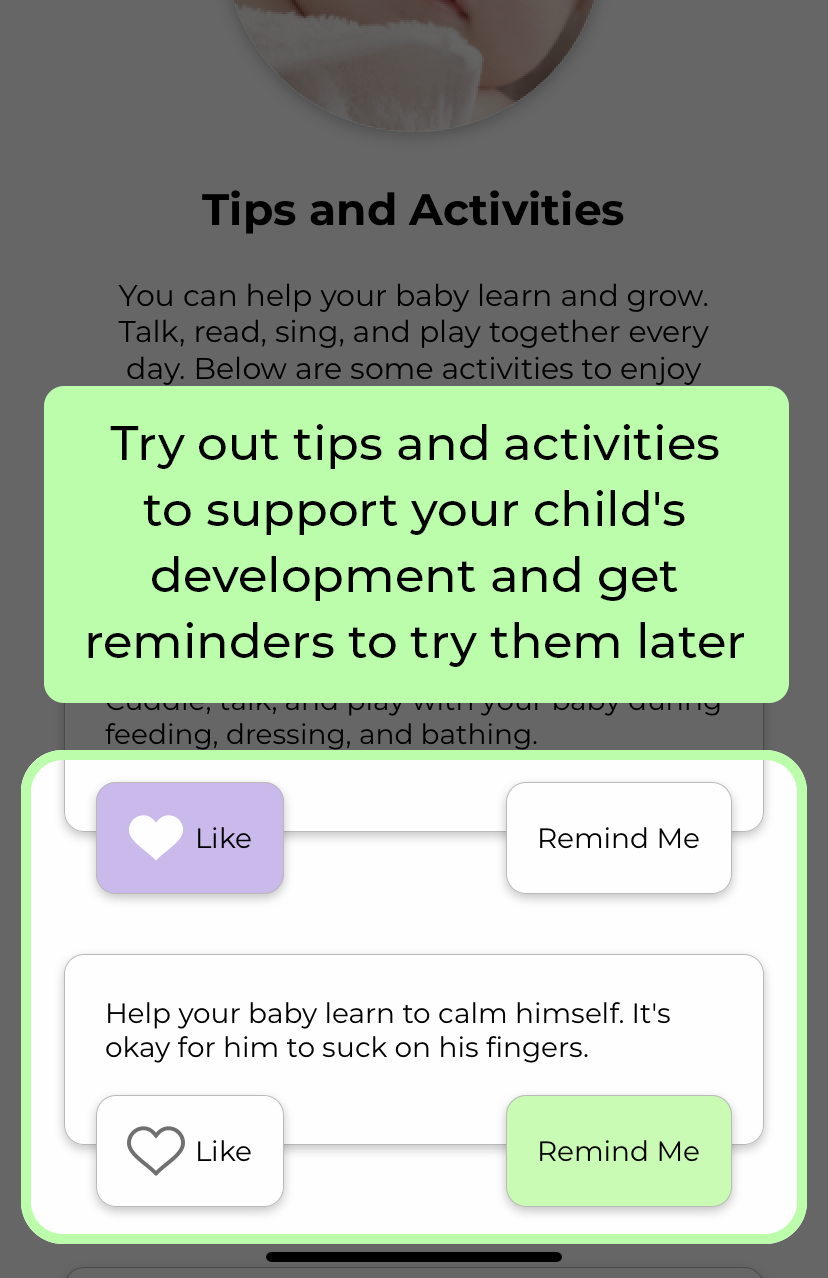 Tips and Activities
You can help your baby learn and grow.
Talk, read, sing, and play together every
day. Below are some activities to enjoy
Try out tips and activities
to support your child's
development and get
reminders to try them later
Cuddle, talk, and play with your baby during
feeding, dressing, and bathing.
Like
Remind Me
Help your baby learn to calm himself. It's
okay for him to suck on his fingers.
Like
Remind Me